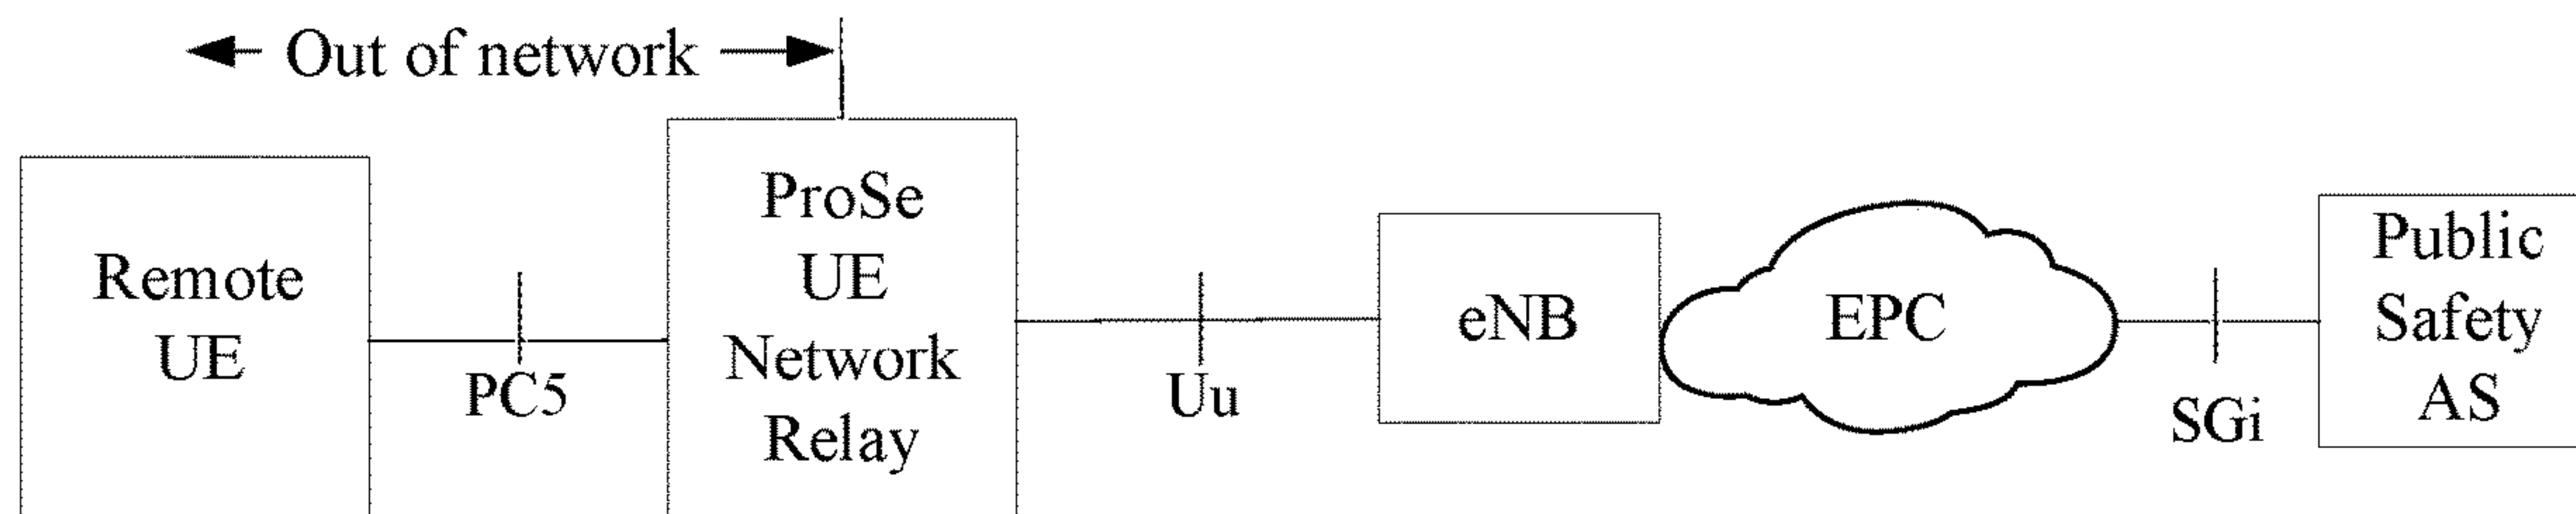 Out of network
Remote
UE
PC5
ProSe
UE
Network
Relay
Uu
eNB
EPC
SGi
Public
Safety
AS